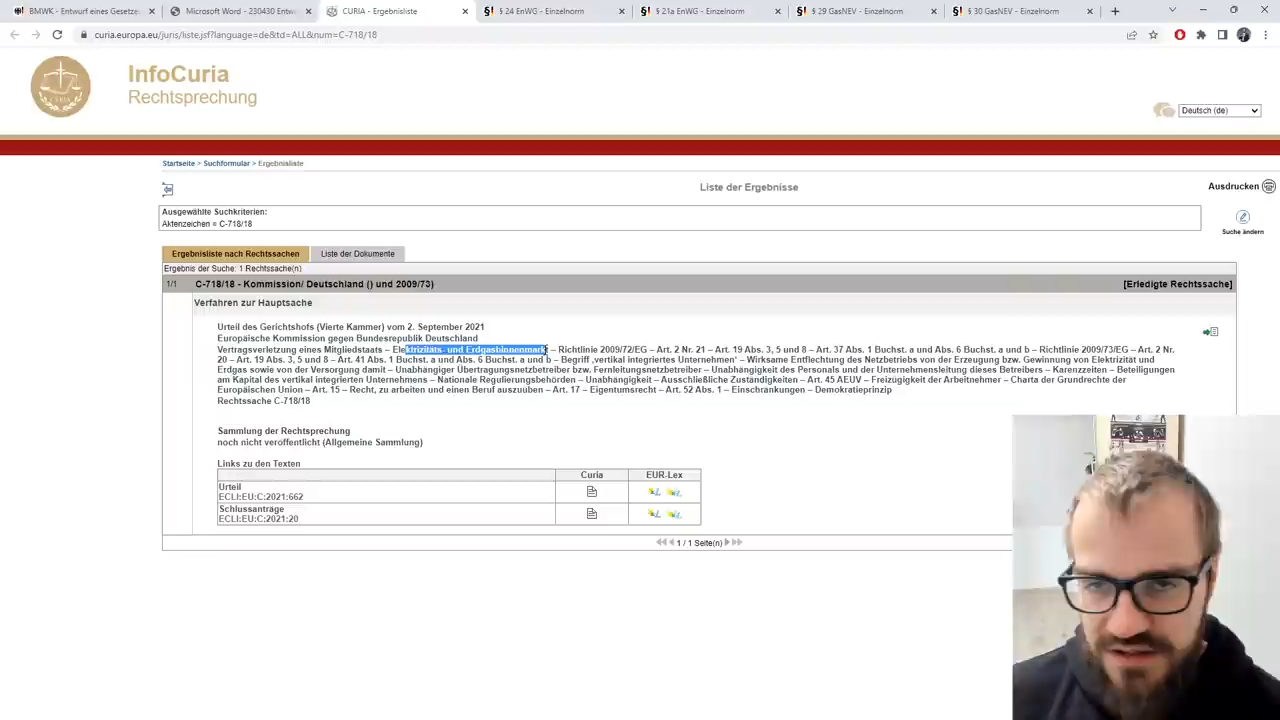 BMWK - Entwurf eines Gesetze
Microsoft Word - 230430 Entw
CURIA - Ergebnisliste
§ 24 EnWG - Einzelnorm
§ 21a EnWG - Einzelnorm
§ 29 GasNEV - Einzelnorm
§ 30 GasNEV - Einzelnorm
curia.europa.eu/juris/liste.jsf?language=de&td=ALL&num=C-718/18
InfoCuria
Rechtsprechung
CVRIA
Deutsch (de)
Startseite > Suchformular > Ergebnisliste
Liste der Ergebnisse
Ausdrucken
Ausgewählte Suchkriterien:
Aktenzeichen = C-718/18
Suche ändern
Ergebnisliste nach Rechtssachen
Liste der Dokumente
Ergebnis der Suche: 1 Rechtssache(n)
1/1 C-718/18 - Kommission/ Deutschland () und 2009/73) [Erledigte Rechtssache]
Verfahren zur Hauptsache
Urteil des Gerichtshofs (Vierte Kammer) vom 2. September 2021
Europäische Kommission gegen Bundesrepublik Deutschland
Vertragsverletzung eines Mitgliedstaats – Elektrizitäts- und Erdgasbinnenmarkt – Richtlinie 2009/72/EG – Art. 2 Nr. 21 – Art. 19 Abs. 3, 5 und 8 – Art. 37 Abs. 1 Buchst. a und Abs. 6 Buchst. a und b – Richtlinie 2009/73/EG – Art. 2 Nr.
20 – Art. 19 Abs. 3, 5 und 8 – Art. 41 Abs. 1 Buchst. a und Abs. 6 Buchst. a und b – Begriff ‚vertikal integriertes Unternehmen‘ – Wirksame Entflechtung des Netzbetriebs von der Erzeugung bzw. Gewinnung von Elektrizität und
Erdgas sowie von der Versorgung damit – Unabhängiger Übertragungsnetzbetreiber bzw. Fernleitungsnetzbetreiber – Unabhängigkeit des Personals und der Unternehmensleitung dieses Betreibers – Karenzzeiten – Beteiligungen
am Kapital des vertikal integrierten Unternehmens – Nationale Regulierungsbehörden – Unabhängigkeit – Ausschließliche Zuständigkeiten – Art. 45 AEUV – Freizügigkeit der Arbeitnehmer – Charta der Grundrechte der
Europäischen Union – Art. 15 – Recht, zu arbeiten und einen Beruf auszuüben – Art. 17 – Eigentumsrecht – Art. 52 Abs. 1 – Einschränkungen – Demokratieprinzip
Rechtssache C-718/18
Sammlung der Rechtsprechung
noch nicht veröffentlicht (Allgemeine Sammlung)
Links zu den Texten
Curia EUR-Lex
Urteil
ECLI:EU:C:2021:662
Schlussanträge
ECLI:EU:C:2021:20
1 / 1 Seite(n)